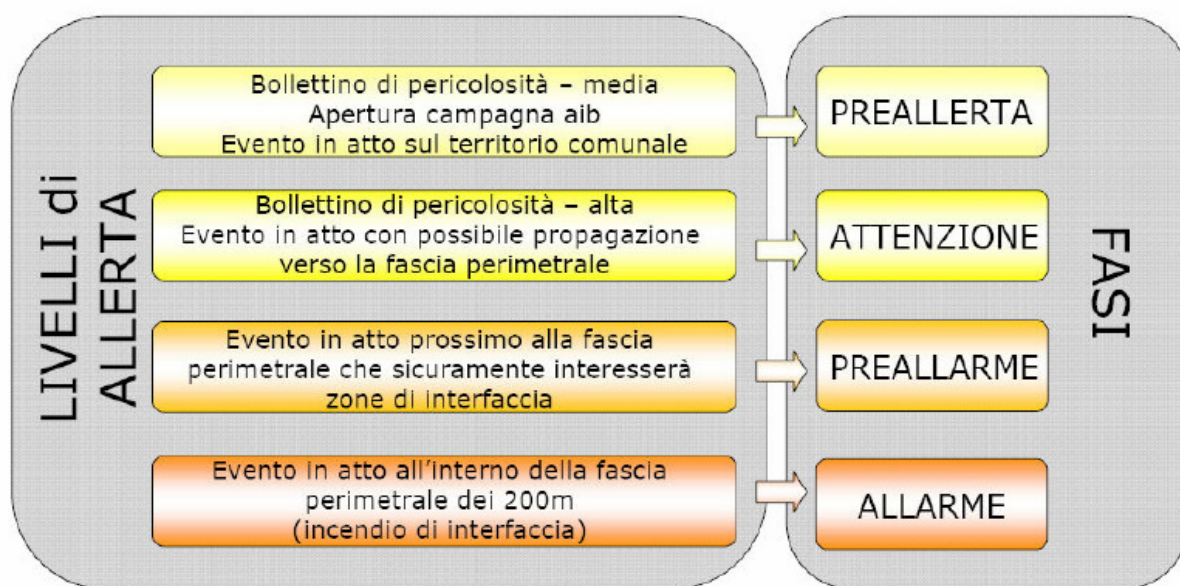 LIVELLI di
ALLERTA
Bollettino di pericolosità – media
Apertura campagna aib
Evento in atto sul territorio comunale
PREALLERTA
Bollettino di pericolosità – alta
Evento in atto con possibile propagazione
verso la fascia perimetrale
ATTENZIONE
Evento in atto prossimo alla fascia
perimetrale che sicuramente interesserà
zone di interfaccia
PREALLARME
Evento in atto all'interno della fascia
perimetrale dei 200m
(incendio di interfaccia)
ALLARME
FASI